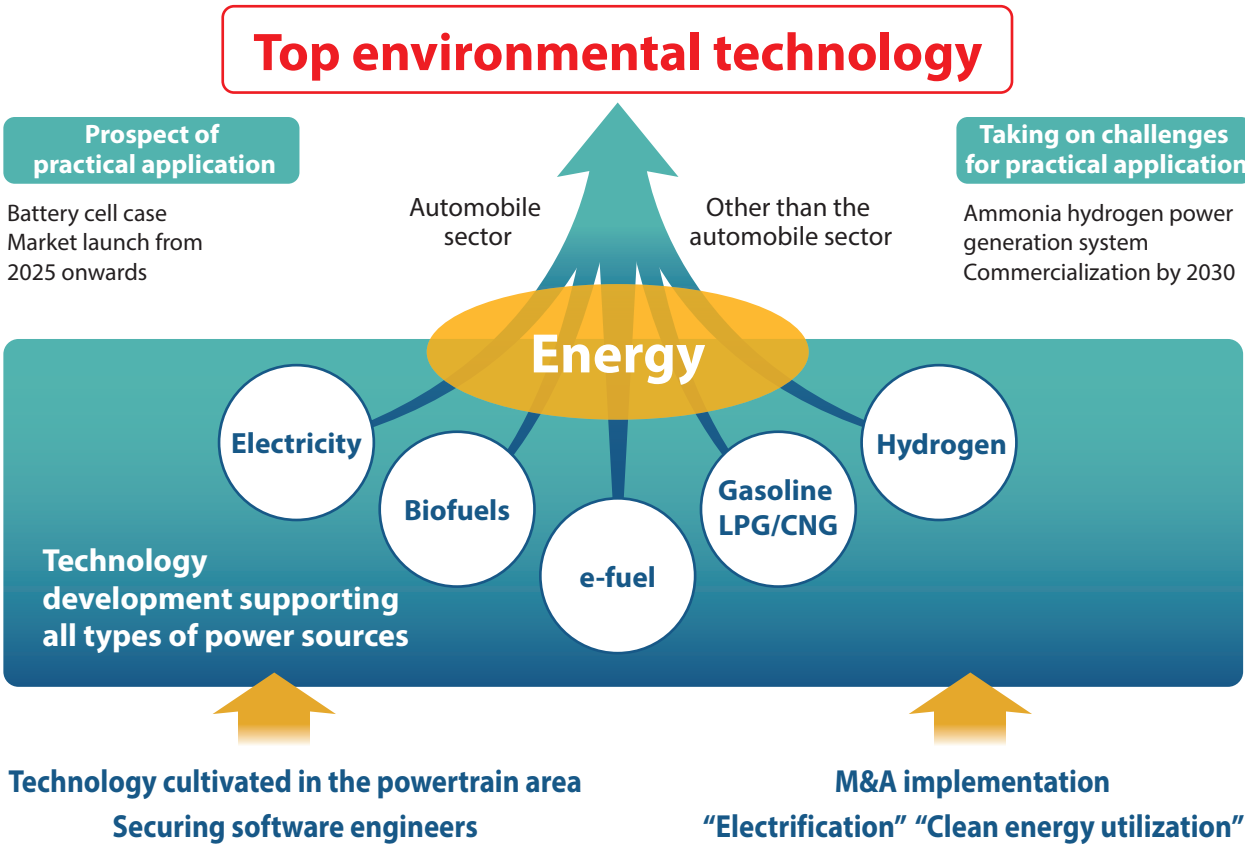 Top environmental technology
Prospect of
practical application
Battery cell case
Market launch from
2025 onwards
Automobile
sector
Other than the
automobile sector
Taking on challenges
for practical application
Ammonia hydrogen power
generation system
Commercialization by 2030
Energy
Electricity
Biofuels
e-fuel
Gasoline
LPG/CNG
Hydrogen
Technology
development supporting
all types of power sources
Technology cultivated in the powertrain area
Securing software engineers
M&A implementation
“Electrification” “Clean energy utilization”